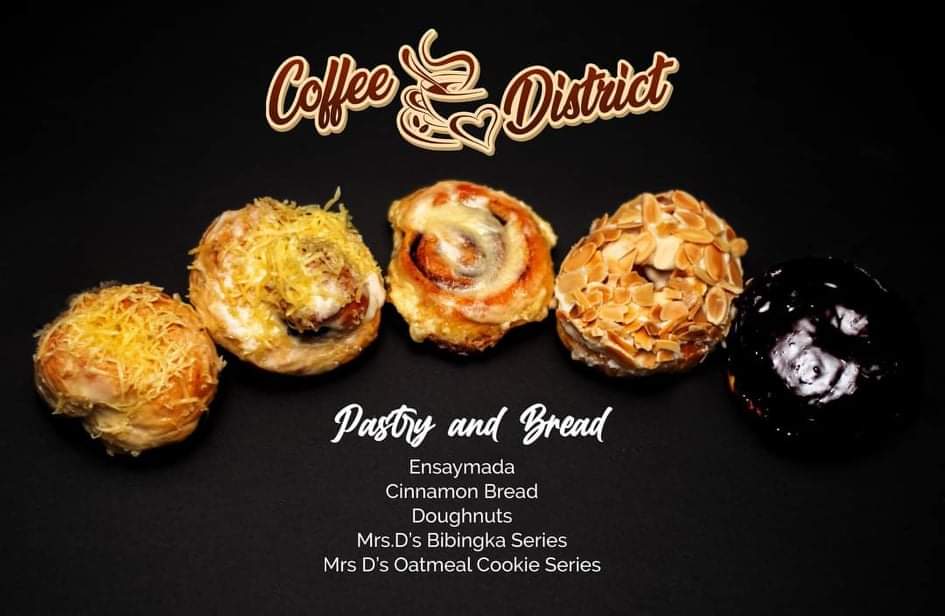 Coffee District
Pastry and Bread
Ensaymada
Cinnamon Bread
Doughnuts
Mrs.D's Bibingka Series
Mrs D's Oatmeal Cookie Series